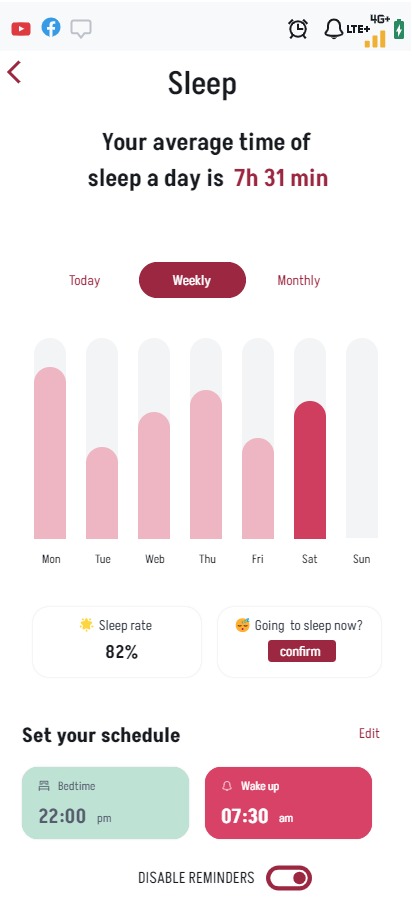 4G+
LTE+
Sleep
Your average time of
sleep a day is 7h 31 min
Today Weekly Monthly
Mon Tue Web Thu Fri Sat Sun
Sleep rate
82%
Going to sleep now?
confirm
Set your schedule Edit
Bedtime
22:00 pm
Wake up
07:30 am
DISABLE REMINDERS